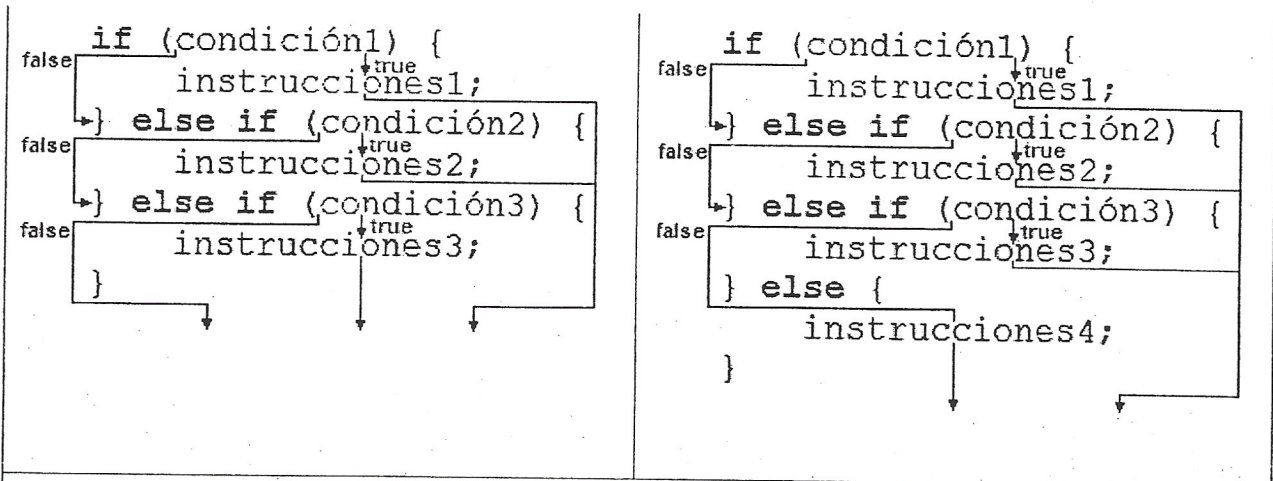 if (condición1) {
false
true
instrucciones1;
} else if (condición2) {
false
true
instrucciones2;
} else if (condición3) {
false
true
instrucciones3;
}
if (condición1) {
false
true
instrucciones1;
} else if (condición2) {
false
true
instrucciones2;
} else if (condición3) {
false
true
instrucciones3;
} else {
instrucciones4;
}